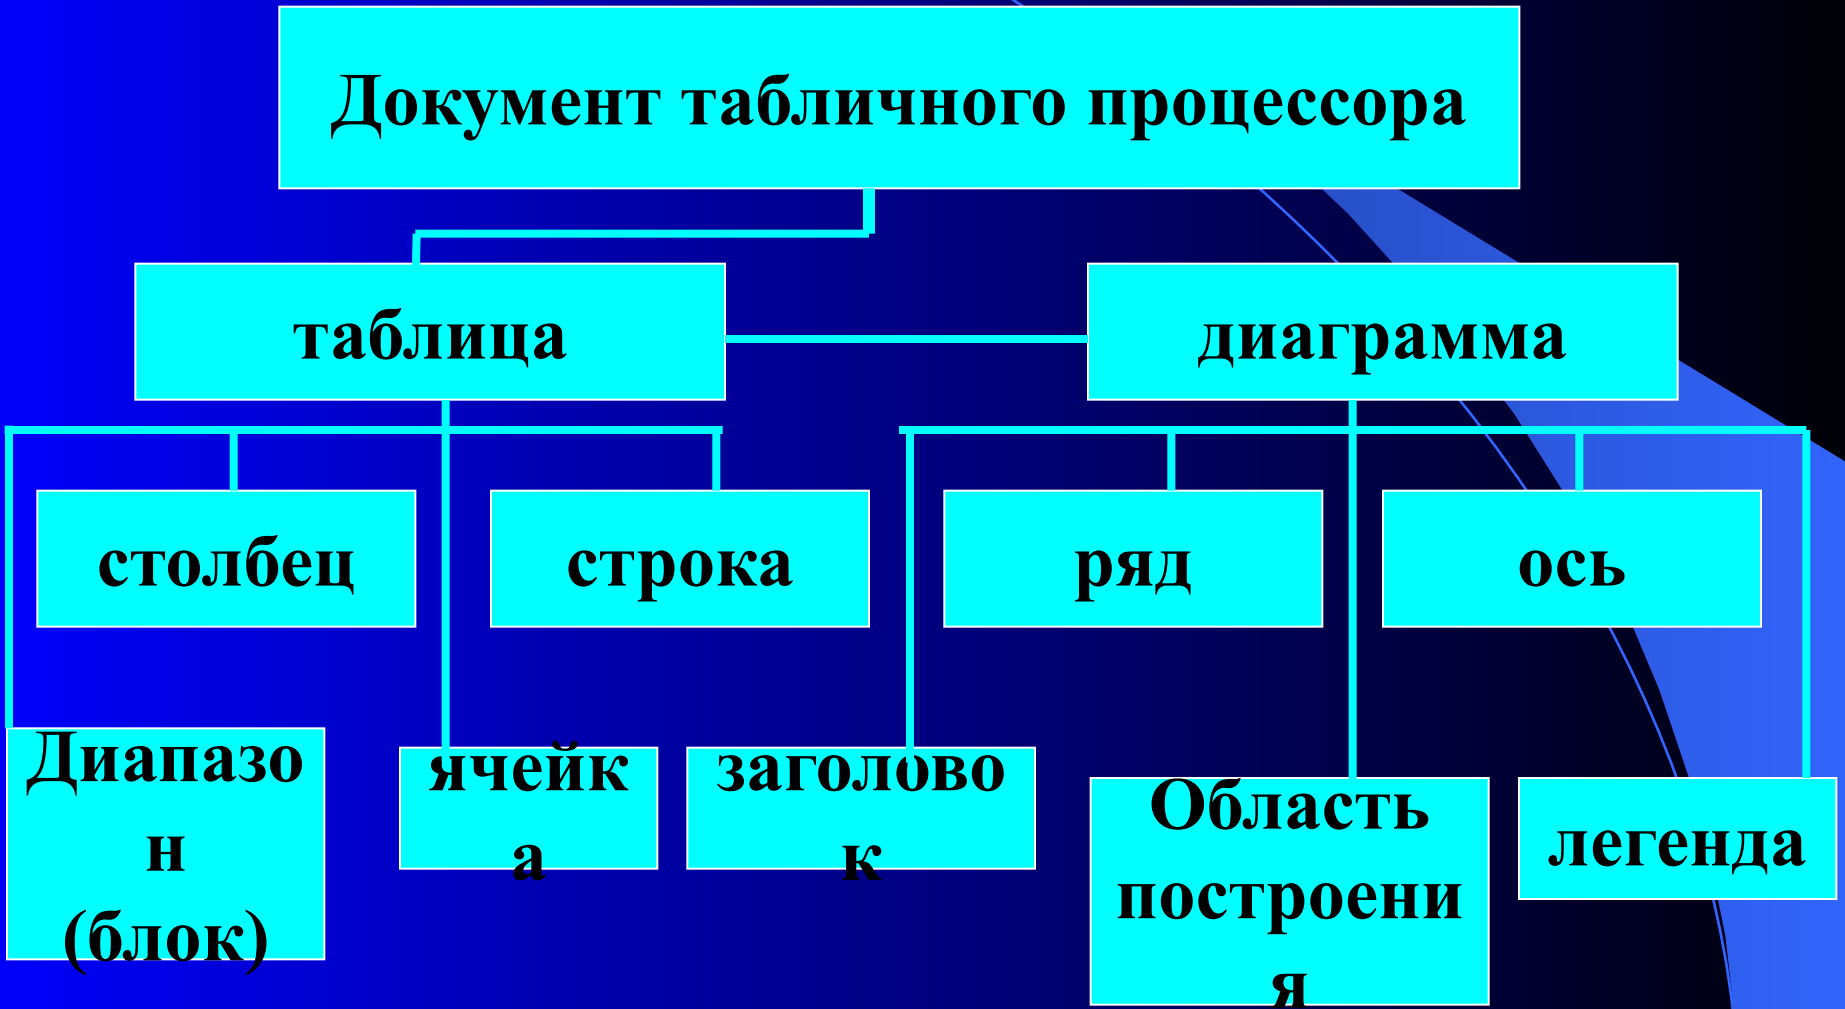 Документ табличного процессора
таблица
диаграмма
столбец
строка
ряд
ось
Диапазо
н
(блок)
ячейк
а
заголово
к
Область
построени
я
легенда